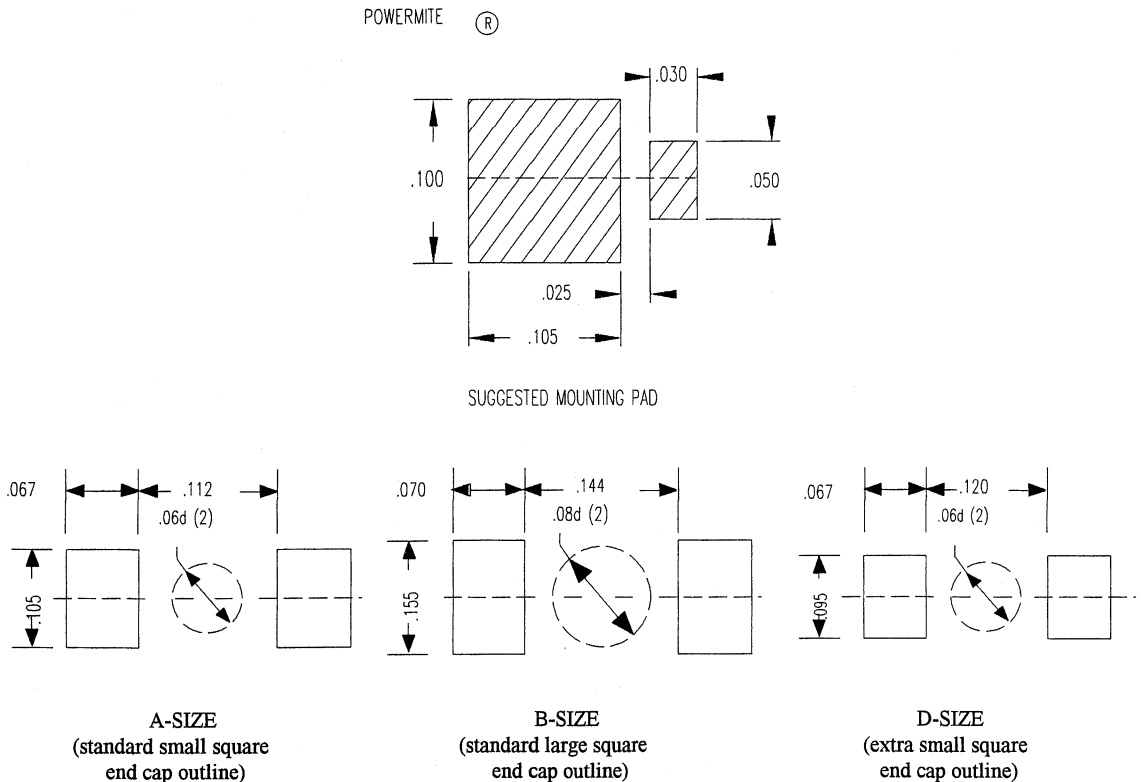 POWERMITE ®
.030
.100
.050
.025
.105
SUGGESTED MOUNTING PAD
.067 .112
.06d (2)
.105
.070 .144
.08d (2)
.155
.067 .120
.06d (2)
.095
A-SIZE
(standard small square
end cap outline)
B-SIZE
(standard large square
end cap outline)
D-SIZE
(extra small square
end cap outline)